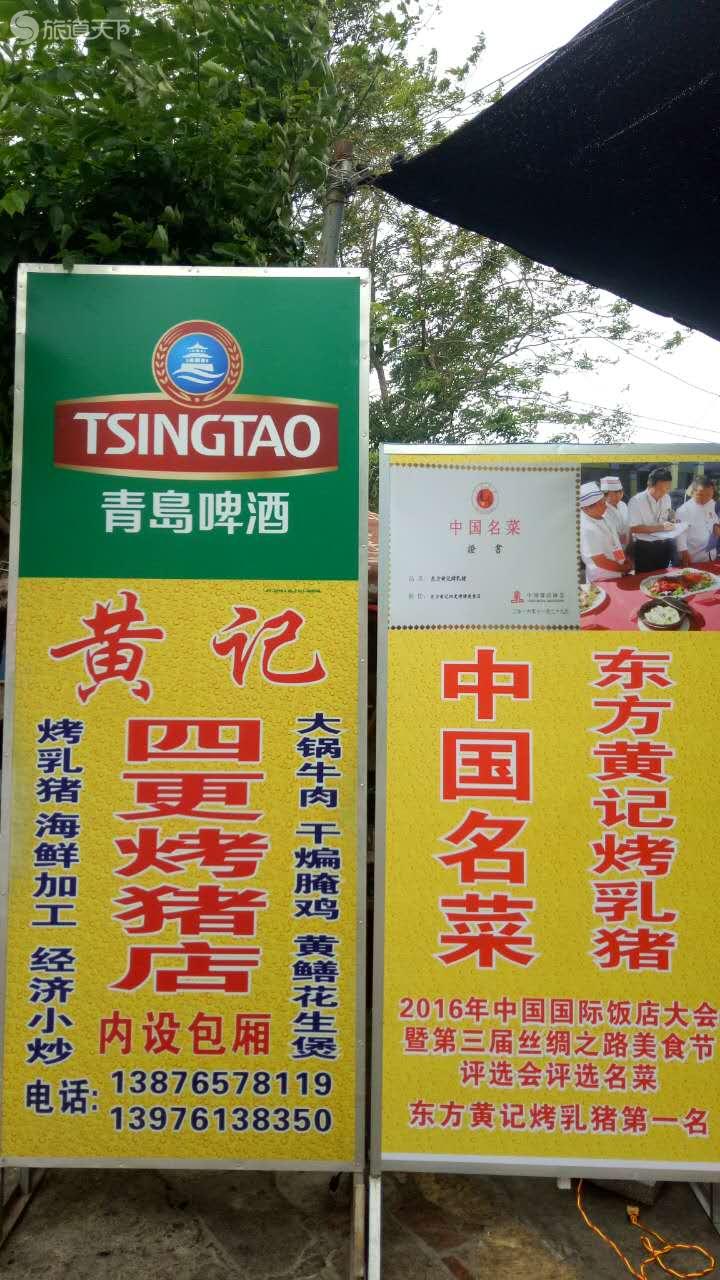 旅道天下
TSINGTAO
青島啤酒
黄记
大锅牛肉 干煸腌鸡 黄鳝花生煲
四更烤猪店
烤乳猪 海鲜加工 经济小炒
内设包厢
电话:
13876578119
13976138350
中国名菜
證書
东方黄记烤乳猪
中国名菜
2016年中国国际饭店大会
暨第三届丝绸之路美食节
评选会评选名菜
东方黄记烤乳猪第一名